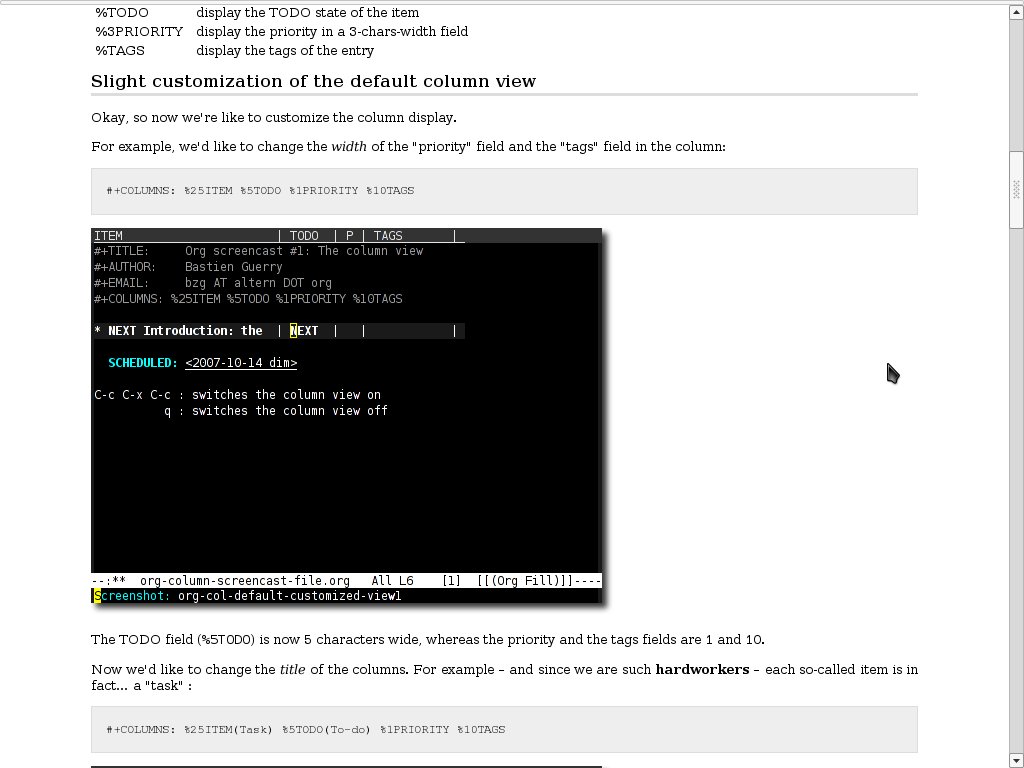 %TODO display the TODO state of the item
%3PRIORITY display the priority in a 3-chars-width field
%TAGS display the tags of the entry
Slight customization of the default column view
Okay, so now we're like to customize the column display.
For example, we'd like to change the width of the "priority" field and the "tags" field in the column:
#+COLUMNS: %25ITEM %5TODO %1PRIORITY %10TAGS
ITEM | TODO | P | TAGS |
#+TITLE: Org screencast #1: The column view
#+AUTHOR: Bastien Guerry
#+EMAIL: bzg AT altern DOT org
#+COLUMNS: %25ITEM %5TODO %1PRIORITY %10TAGS
* NEXT Introduction: the | NEXT | | |
SCHEDULED: <2007-10-14 dim>
C-c C-x C-c : switches the column view on
q : switches the column view off
--:** org-column-screencast-file.org All L6 [1] [[(Org Fill)]]----
Screenshot: org-col-default-customized-view1
The TODO field (%5TODO) is now 5 characters wide, whereas the priority and the tags fields are 1 and 10.
Now we'd like to change the title of the columns. For example – and since we are such hardworkers – each so-called item is in
fact... a "task" :
#+COLUMNS: %25ITEM(Task) %5TODO(To-do) %1PRIORITY %10TAGS